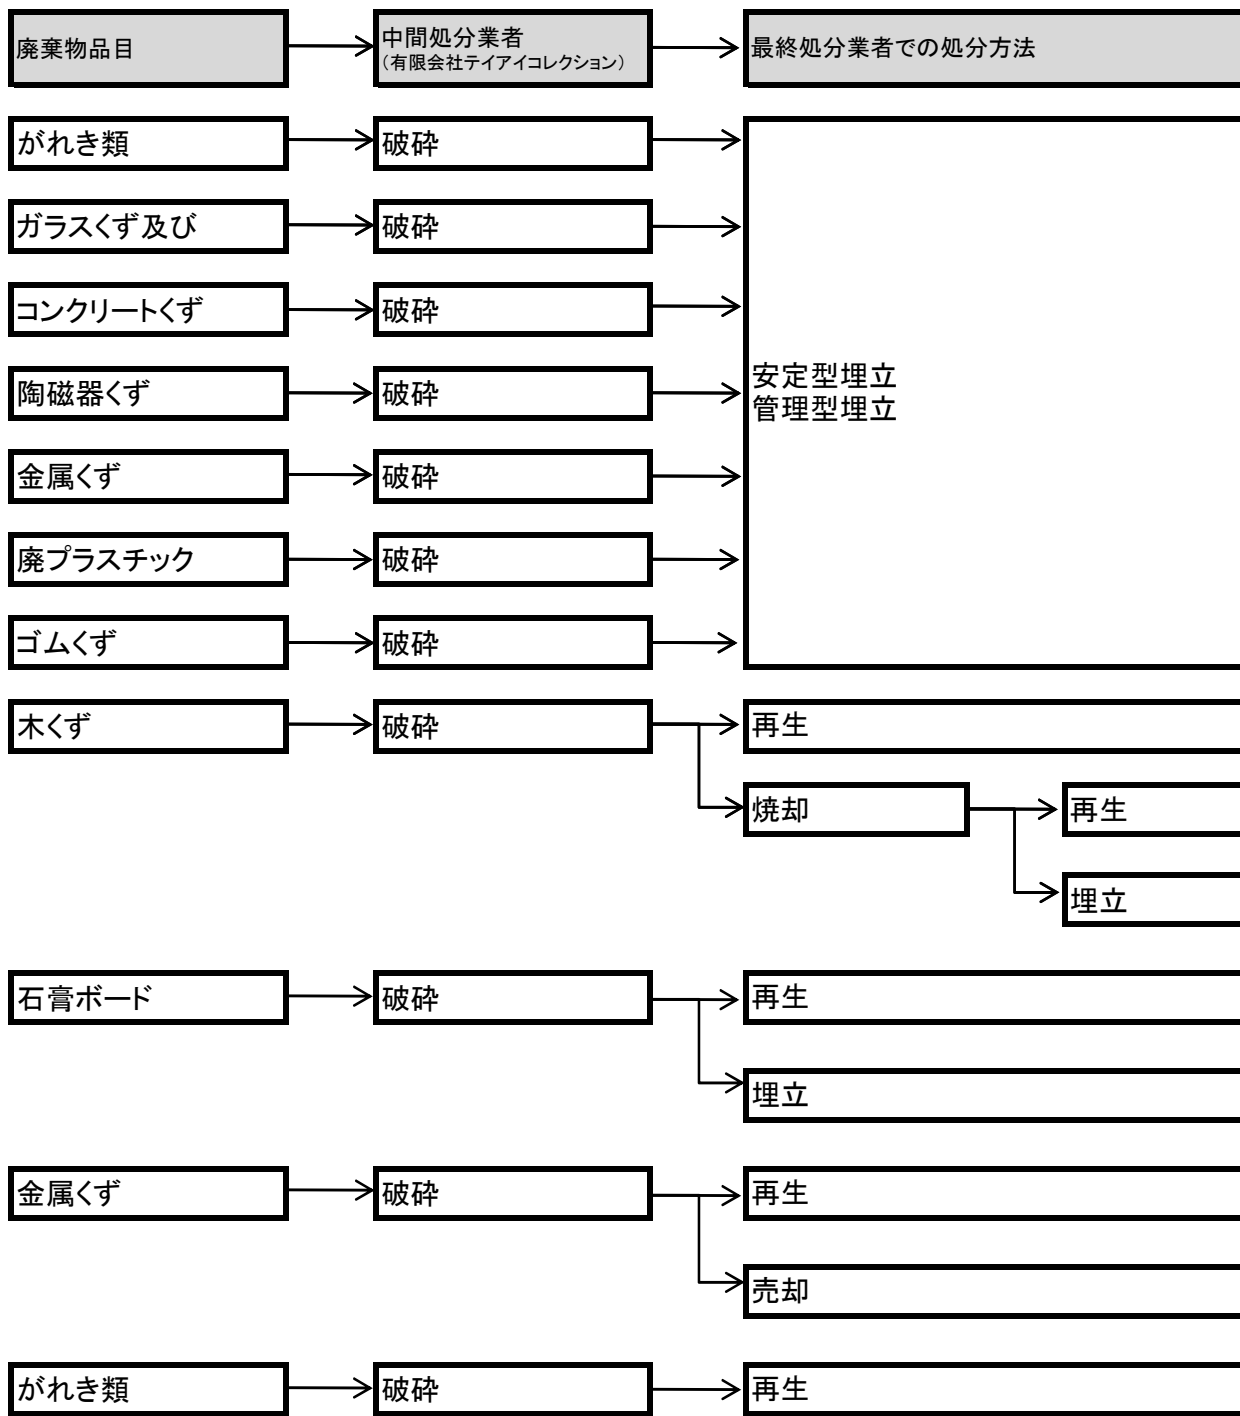 廃棄物品目
中間処分業者
（有限会社テイアイコレクション）
最終処分業者での処分方法
がれき類
破砕
ガラスくず及び
破砕
コンクリートくず
破砕
陶磁器くず
破砕
金属くず
破砕
廃プラスチック
破砕
ゴムくず
破砕
安定型埋立
管理型埋立
木くず
破砕
再生
焼却
再生
埋立
石膏ボード
破砕
再生
埋立
金属くず
破砕
再生
売却
がれき類
破砕
再生